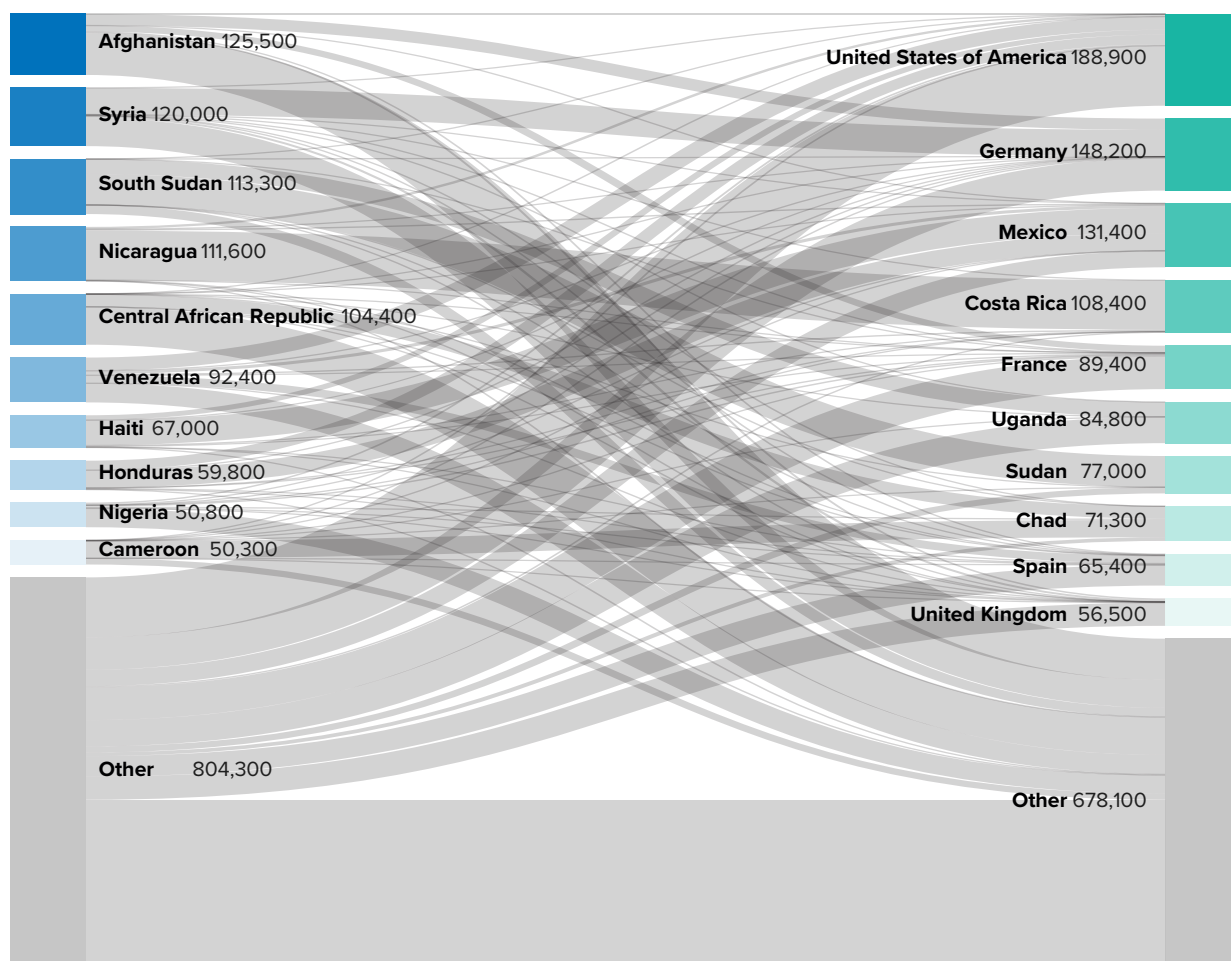 Afghanistan 125,500
Syria 120,000
South Sudan 113,300
Nicaragua 111,600
Central African Republic 104,400
Venezuela 92,400
Haiti 67,000
Honduras 59,800
Nigeria 50,800
Cameroon 50,300
Other 804,300
United States of America 188,900
Germany 148,200
Mexico 131,400
Costa Rica 108,400
France 89,400
Uganda 84,800
Sudan 77,000
Chad 71,300
Spain 65,400
United Kingdom 56,500
Other 678,100